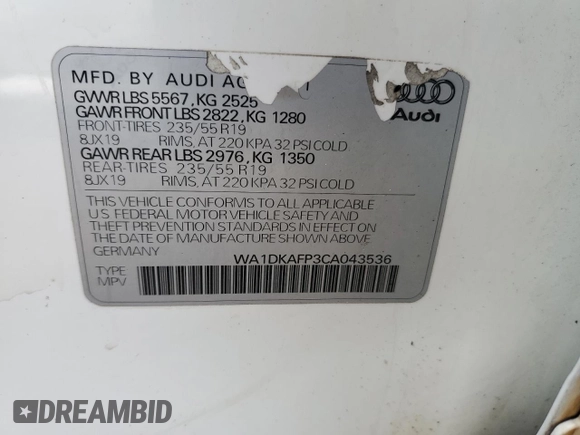 MFD. BY AUDI AG
GVWR LBS 5567, KG 2525
GAWR FRONT LBS 2822, KG 1280
FRONT-TIRES 235/55 R19
8JX19 RIMS, AT 220 KPA 32 PSI COLD
GAWR REAR LBS 2976, KG 1350
REAR-TIRES 235/55 R19
8JX19 RIMS, AT 220 KPA 32 PSI COLD
Audi
THIS VEHICLE CONFORMS TO ALL APPLICABLE
U.S. FEDERAL MOTOR VEHICLE SAFETY AND
THEFT PREVENTION STANDARDS IN EFFECT ON
THE DATE OF MANUFACTURE SHOWN ABOVE.
GERMANY
WA1DKAFP3CA043536
TYPE:
MPV
DREAMBID